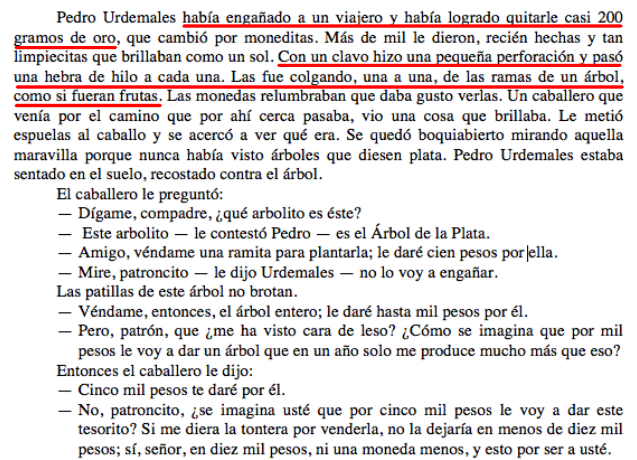 Pedro Urdemales había engañado a un viajero y había logrado quitarle casi 200
gramos de oro, que cambió por moneditas. Más de mil le dieron, recién hechas y tan
limpiecitas que brillaban como un sol. Con un clavo hizo una pequeña perforación y pasó
una hebra de hilo a cada una. Las fue colgando, una a una, de las ramas de un árbol,
como si fueran frutas. Las monedas relumbraban que daba gusto verlas. Un caballero que
venía por el camino que por ahí cerca pasaba, vio una cosa que brillaba. Le metió
espuelas al caballo y se acercó a ver qué era. Se quedó boquiabierto mirando aquella
maravilla porque nunca había visto árboles que diesen plata. Pedro Urdemales estaba
sentado en el suelo, recostado contra el árbol.
El caballero le preguntó:
— Dígame, compadre, ¿qué arbolito es éste?
— Este arbolito — le contestó Pedro — es el Árbol de la Plata.
— Amigo, véndame una ramita para plantarla; le daré cien pesos por ella.
— Mire, patroncito — le dijo Urdemales — no lo voy a engañar.
Las patillas de este árbol no brotan.
— Véndame, entonces, el árbol entero; le daré hasta mil pesos por él.
— Pero, patrón, que ¿me ha visto cara de leso? ¿Cómo se imagina que por mil
pesos le voy a dar un árbol que en un año solo me produce mucho más que eso?
Entonces el caballero le dijo:
— Cinco mil pesos te daré por él.
— No, patroncito, ¿se imagina usté que por cinco mil pesos le voy a dar este
tesorito? Si me diera la tontera por venderla, no la dejaría en menos de diez mil
pesos; sí, señor, en diez mil pesos, ni una moneda menos, y esto por ser a usté.